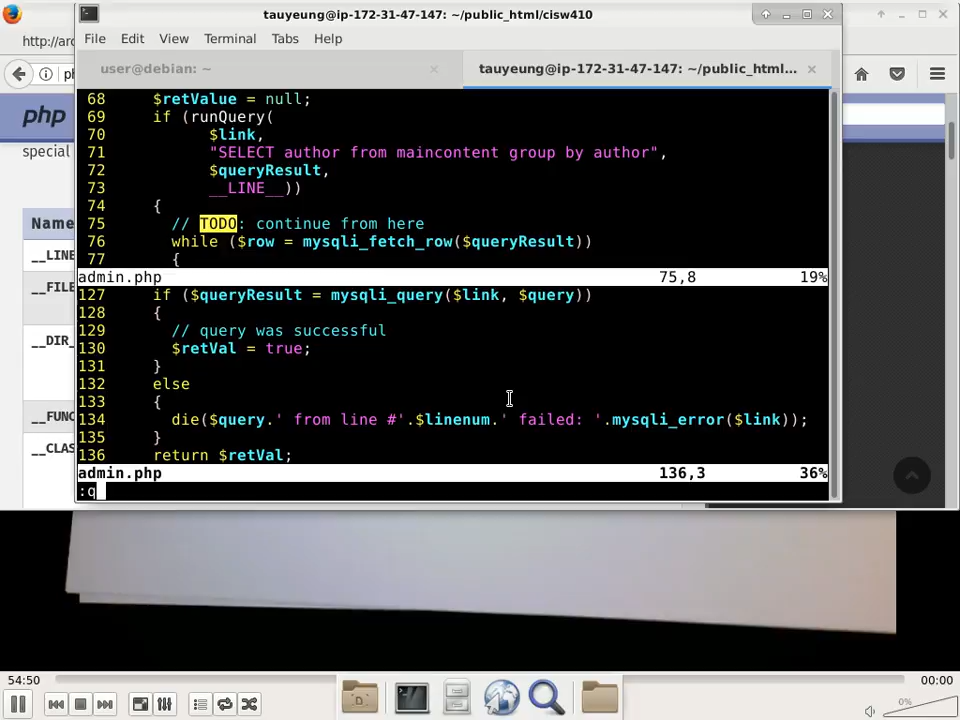 tauyeung@ip-172-31-47-147: ~/public_html/cisw410
File Edit View Terminal Tabs Help
http://arc
user@debian: ~
tauyeung@ip-172-31-47-147: ~/public_html...
php
special
Name
__LINE
__FILE
__DIR_
__FUNC
__CLAS
68 $retValue = null;
69 if (runQuery(
70 $link,
71 "SELECT author from maincontent group by author",
72 $queryResult,
73 __LINE__))
74 {
75 // TODO: continue from here
76 while ($row = mysqli_fetch_row($queryResult))
77 {
admin.php 75,8 19%
127 if ($queryResult = mysqli_query($link, $query))
128 {
129 // query was successful
130 $retVal = true;
131 }
132 else
133 {
134 die($query.' from line #'.$linenum.' failed: '.mysqli_error($link));
135 }
136 return $retVal;
admin.php 136,3 36%
:q
54:50
00:00
0%